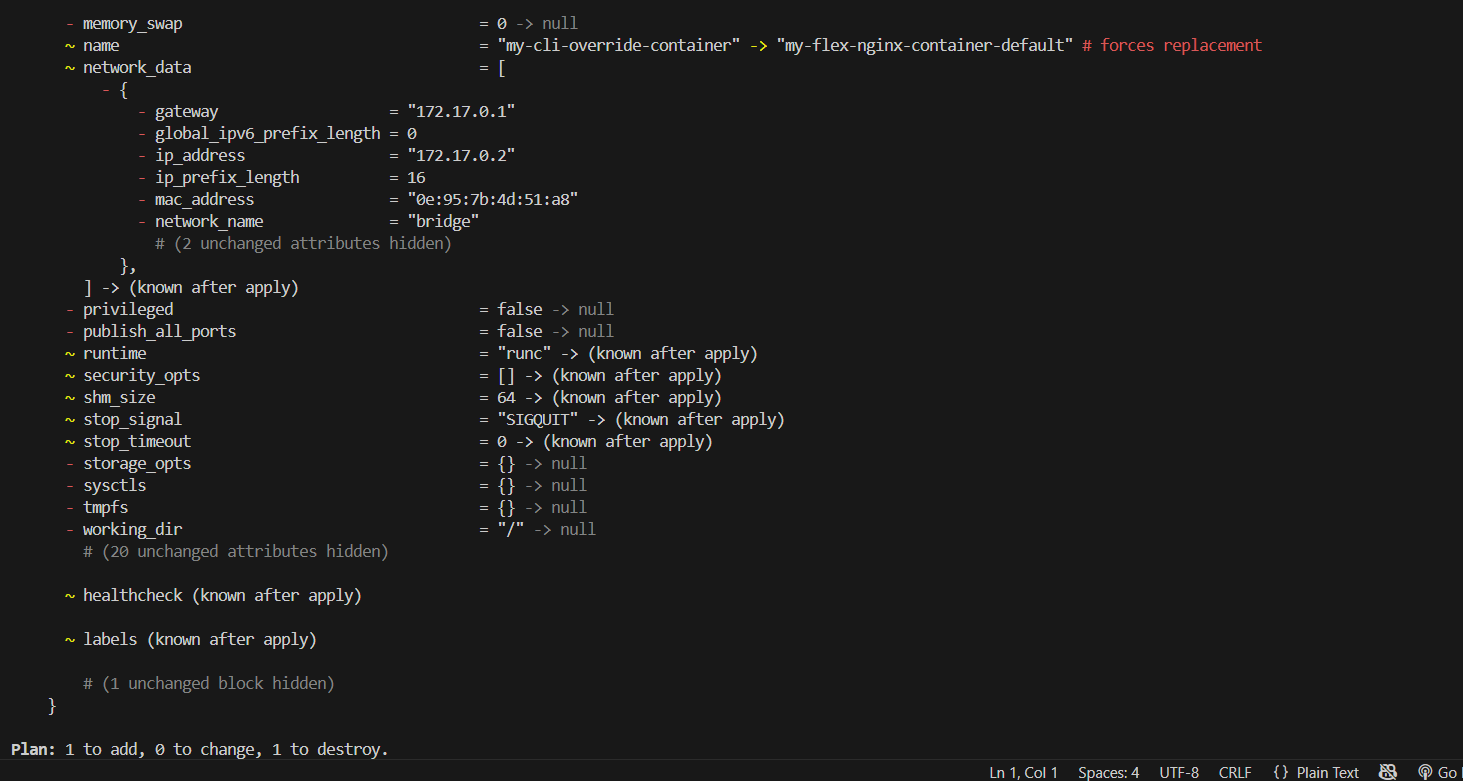 - memory_swap = 0 -> null
~ name = "my-cli-override-container" -> "my-flex-nginx-container-default" # forces replacement
~ network_data = [
- {
- gateway = "172.17.0.1"
- global_ipv6_prefix_length = 0
- ip_address = "172.17.0.2"
- ip_prefix_length = 16
- mac_address = "0e:95:7b:4d:51:a8"
- network_name = "bridge"
# (2 unchanged attributes hidden)
},
] -> (known after apply)
- privileged = false -> null
- publish_all_ports = false -> null
~ runtime = "runc" -> (known after apply)
~ security_opts = [] -> (known after apply)
~ shm_size = 64 -> (known after apply)
~ stop_signal = "SIGQUIT" -> (known after apply)
~ stop_timeout = 0 -> (known after apply)
- storage_opts = {} -> null
- sysctls = {} -> null
- tmpfs = {} -> null
- working_dir = "/" -> null
# (20 unchanged attributes hidden)
~ healthcheck (known after apply)
~ labels (known after apply)
# (1 unchanged block hidden)
}
Plan: 1 to add, 0 to change, 1 to destroy.
Ln 1, Col 1 Spaces: 4 UTF-8 CRLF {} Plain Text Go